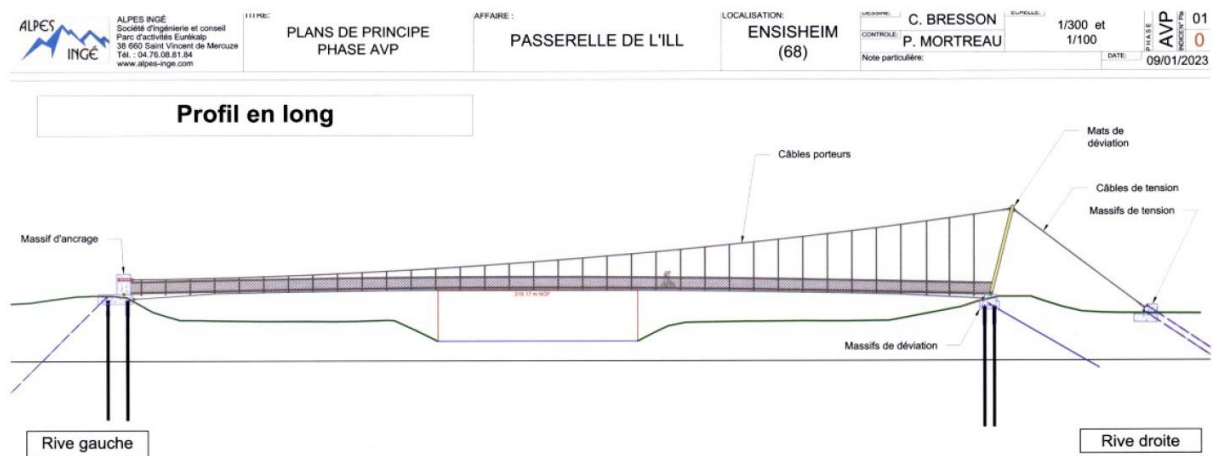 ALPES
INGÉ
ALPES INGÉ
Société d'ingénierie et conseil
Parc d'activités Eurékalp
38 660 Saint Vincent de Mercuze
Tél. : 04.76.08.81.84
www.alpes-inge.com
TITRE:
PLANS DE PRINCIPE
PHASE AVP
AFFAIRE :
PASSERELLE DE L'ILL
LOCALISATION:
ENSISHEIM
(68)
C. BRESSON
CONTROLE:
P. MORTREAU
Note particulière:
ECHELLE:
1/300 et
1/100
DATE:
09/01/2023
PHASE
AVP
01
0
Profil en long
Mats de
déviation
Câbles porteurs
Câbles de tension
Massifs de tension
Massif d'ancrage
Massifs de déviation
Rive gauche
Rive droite